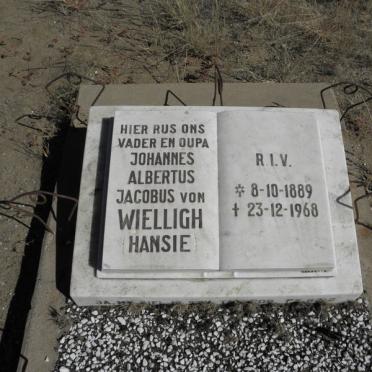 HIER RUS ONS
VADER EN OUPA
JOHANNES
ALBERTUS
JACOBUS VON
WIELLIGH
HANSIE
R.I.V.
* 8-10-1889
† 23-12-1968